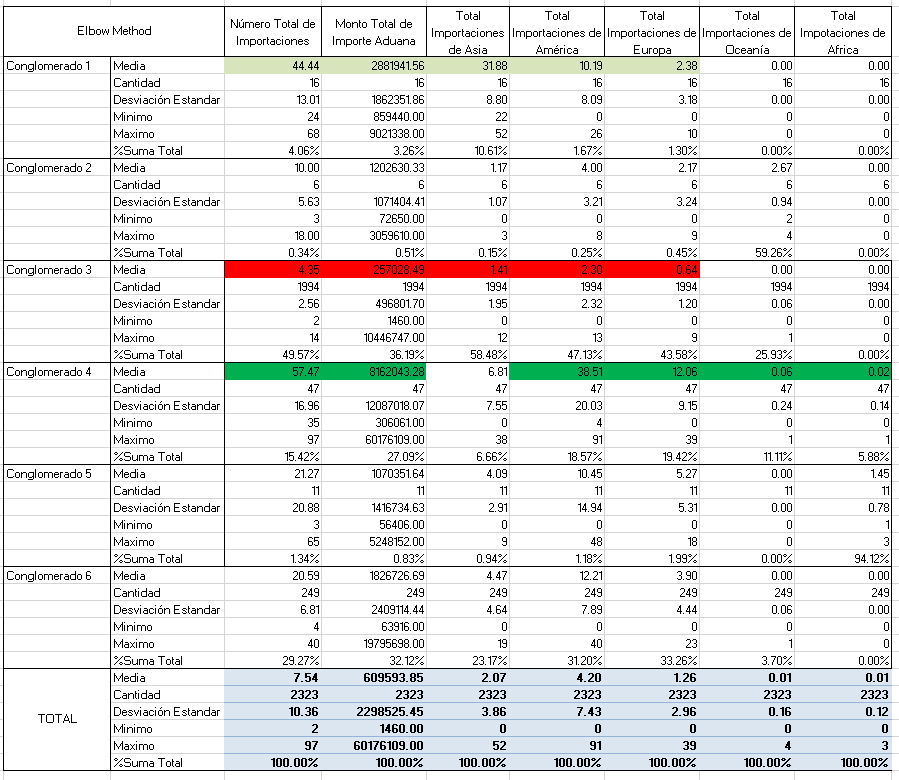 Elbow Method | Número Total de Importaciones | Monto Total de Importe Aduana | Total Importaciones de Asia | Total Importaciones de América | Total Importaciones de Europa | Total Importaciones de Oceanía | Total Importaciones de Africa
Conglomerado 1 | Media | 44.44 | 2881941.56 | 31.88 | 10.19 | 2.38 | 0.00 | 0.00
Cantidad | 16 | 16 | 16 | 16 | 16 | 16 | 16
Desviación Estandar | 13.01 | 1862351.86 | 8.80 | 8.09 | 3.18 | 0.00 | 0.00
Minimo | 24 | 859440.00 | 22 | 0 | 0 | 0 | 0
Maximo | 68 | 9021338.00 | 52 | 26 | 10 | 0 | 0
%Suma Total | 4.06% | 3.26% | 10.61% | 1.67% | 1.30% | 0.00% | 0.00%
Conglomerado 2 | Media | 10.00 | 1202630.33 | 1.17 | 4.00 | 2.17 | 2.67 | 0.00
Cantidad | 6 | 6 | 6 | 6 | 6 | 6 | 6
Desviación Estandar | 5.63 | 1071404.41 | 1.07 | 3.21 | 3.24 | 0.94 | 0.00
Minimo | 3 | 72650.00 | 0 | 0 | 0 | 2 | 0
Maximo | 18.00 | 3059610.00 | 3 | 8 | 9 | 4 | 0
%Suma Total | 0.34% | 0.51% | 0.15% | 0.25% | 0.45% | 59.26% | 0.00%
Conglomerado 3 | Media | 4.35 | 257028.49 | 1.41 | 2.30 | 0.64 | 0.00 | 0.00
Cantidad | 1994 | 1994 | 1994 | 1994 | 1994 | 1994 | 1994
Desviación Estandar | 2.56 | 496801.70 | 1.95 | 2.32 | 1.20 | 0.06 | 0.00
Minimo | 2 | 1460.00 | 0 | 0 | 0 | 0 | 0
Maximo | 14 | 10446747.00 | 12 | 13 | 9 | 1 | 0
%Suma Total | 49.57% | 36.19% | 58.48% | 47.13% | 43.58% | 25.93% | 0.00%
Conglomerado 4 | Media | 57.47 | 8162043.28 | 6.81 | 38.51 | 12.06 | 0.06 | 0.02
Cantidad | 47 | 47 | 47 | 47 | 47 | 47 | 47
Desviación Estandar | 16.96 | 12087018.07 | 7.55 | 20.03 | 9.15 | 0.24 | 0.14
Minimo | 35 | 306061.00 | 0 | 4 | 0 | 0 | 0
Maximo | 97 | 60176109.00 | 38 | 91 | 39 | 1 | 1
%Suma Total | 15.42% | 27.09% | 6.66% | 18.57% | 19.42% | 11.11% | 5.88%
Conglomerado 5 | Media | 21.27 | 1070351.64 | 4.09 | 10.45 | 5.27 | 0.00 | 1.45
Cantidad | 11 | 11 | 11 | 11 | 11 | 11 | 11
Desviación Estandar | 20.88 | 1416734.63 | 2.91 | 14.94 | 5.31 | 0.00 | 0.78
Minimo | 3 | 56406.00 | 0 | 0 | 0 | 0 | 1
Maximo | 65 | 5248152.00 | 9 | 48 | 18 | 0 | 3
%Suma Total | 1.34% | 0.83% | 0.94% | 1.18% | 1.99% | 0.00% | 94.12%
Conglomerado 6 | Media | 20.59 | 1826726.69 | 4.47 | 12.21 | 3.90 | 0.00 | 0.00
Cantidad | 249 | 249 | 249 | 249 | 249 | 249 | 249
Desviación Estandar | 6.81 | 2409114.44 | 4.64 | 7.89 | 4.44 | 0.06 | 0.00
Minimo | 4 | 63916.00 | 0 | 0 | 0 | 0 | 0
Maximo | 40 | 19795698.00 | 19 | 40 | 23 | 1 | 0
%Suma Total | 29.27% | 32.12% | 23.17% | 31.20% | 33.26% | 3.70% | 0.00%
TOTAL | Media | 7.54 | 609593.85 | 2.07 | 4.20 | 1.26 | 0.01 | 0.01
Cantidad | 2323 | 2323 | 2323 | 2323 | 2323 | 2323 | 2323
Desviación Estandar | 10.36 | 2298525.45 | 3.86 | 7.43 | 2.96 | 0.16 | 0.12
Minimo | 2 | 1460.00 | 0 | 0 | 0 | 0 | 0
Maximo | 97 | 60176109.00 | 52 | 91 | 39 | 4 | 3
%Suma Total | 100.00% | 100.00% | 100.00% | 100.00% | 100.00% | 100.00% | 100.00%